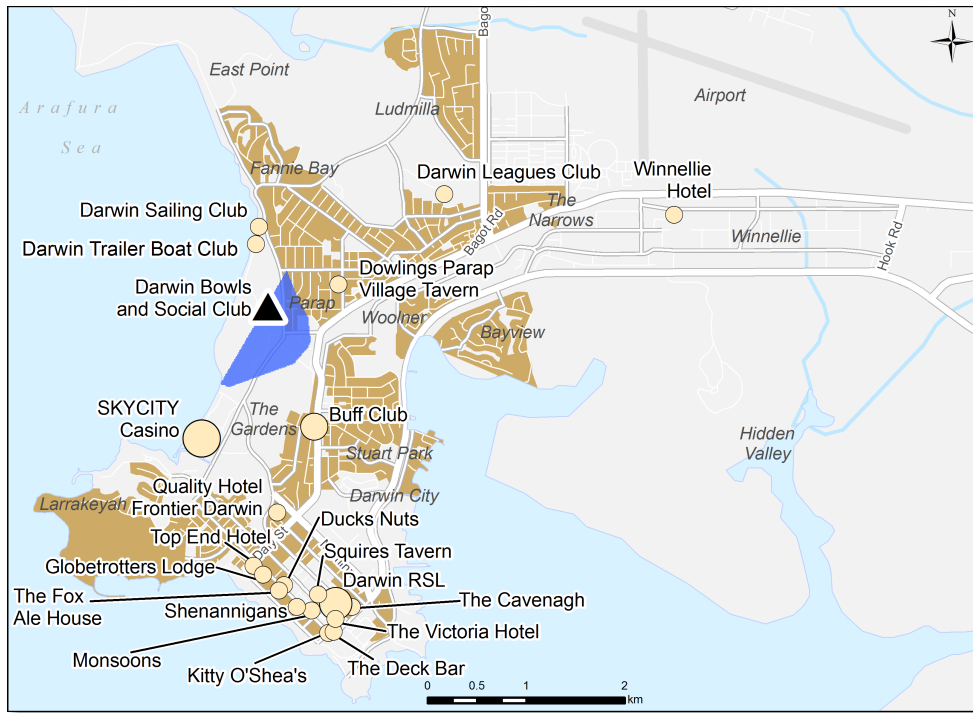 N
Bago
East Point
Arafura
Sea
Airport
Ludmilla
Fannie Bay
Darwin Leagues Club
Winnellie
Hotel
The
Narrows
Darwin Sailing Club
Bagot Rd
Winnellie
Hook Rd
Darwin Trailer Boat Club
Dowlings Parap
Village Tavern
Darwin Bowls
and Social Club
Parap
Woolner
Bayview
SKYCITY
Casino
The
Gardens
Buff Club
Hidden
Valley
Stuart Park
Quality Hotel
Frontier Darwin
Darwin City
Larrakeyah
Ducks Nuts
Top End Hotel
Daly St
Squires Tavern
Globetrotters Lodge
Darwin RSL
The Fox
Ale House
Shenannigans
The Cavenagh
The Victoria Hotel
Monsoons
Kitty O'Shea's
The Deck Bar
0 0.5 1 2
km